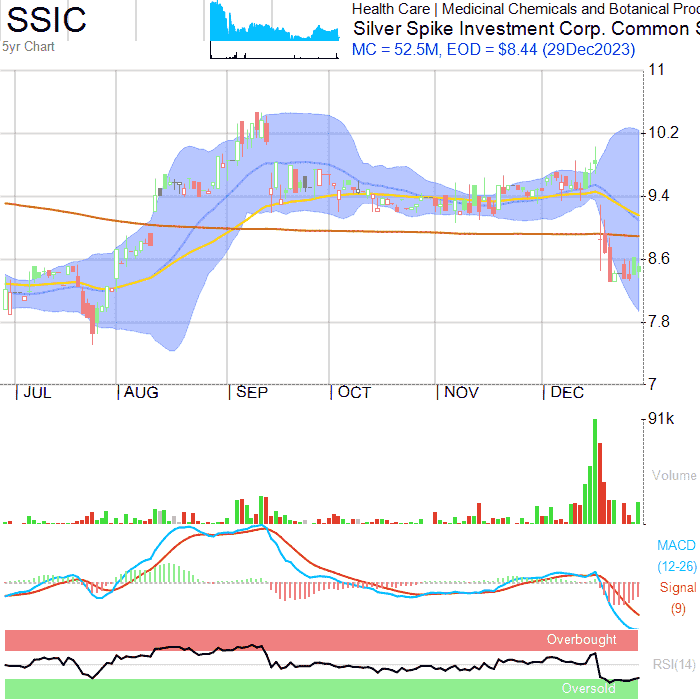 SSIC
5yr Chart
Health Care | Medicinal Chemicals and Botanical Prod
Silver Spike Investment Corp. Common S
MC = 52.5M, EOD = $8.44 (29Dec2023)
11
10.2
9.4
8.6
7.8
7
JUL AUG SEP OCT NOV DEC
91k
Volume
MACD
(12-26)
Signal
(9)
Overbought
RSI(14)
Oversold